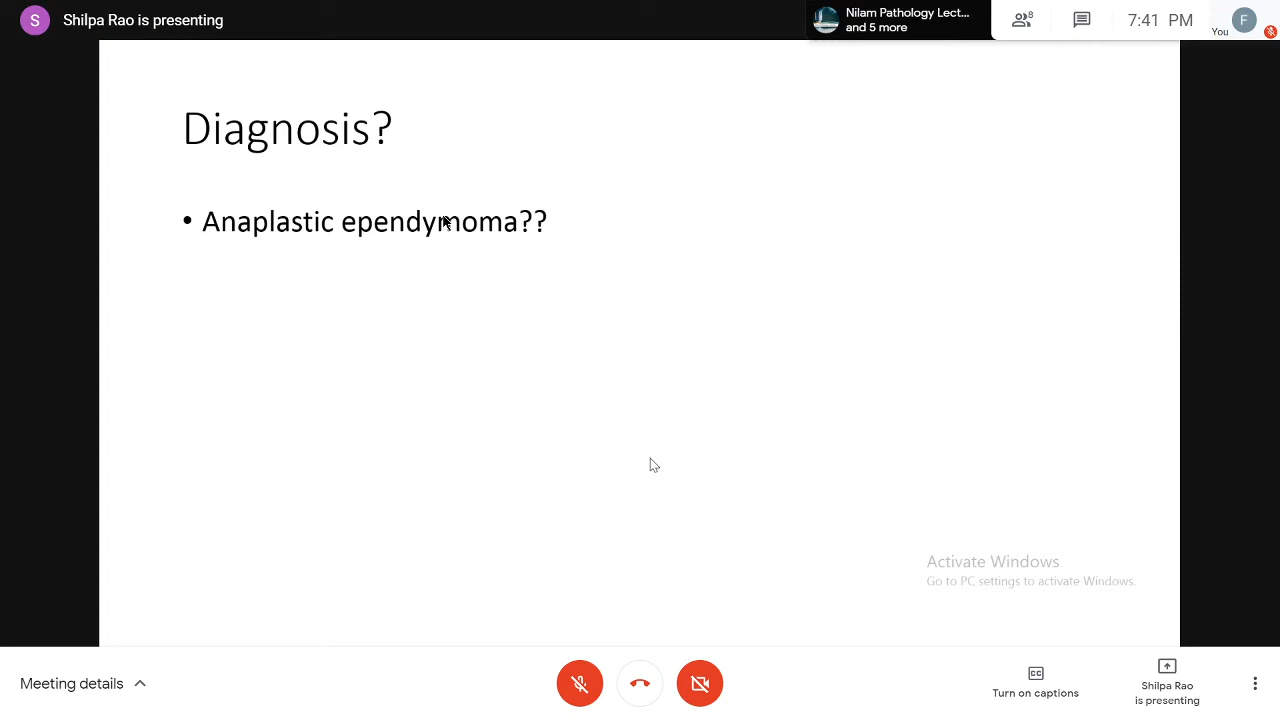 S Shilpa Rao is presenting
Nilam Pathology Lect...
and 5 more
8
7:41 PM
You
F
Diagnosis?
• Anaplastic ependymoma??
Activate Windows
Go to PC settings to activate Windows.
Meeting details
CC
Turn on captions
Shilpa Rao
is presenting